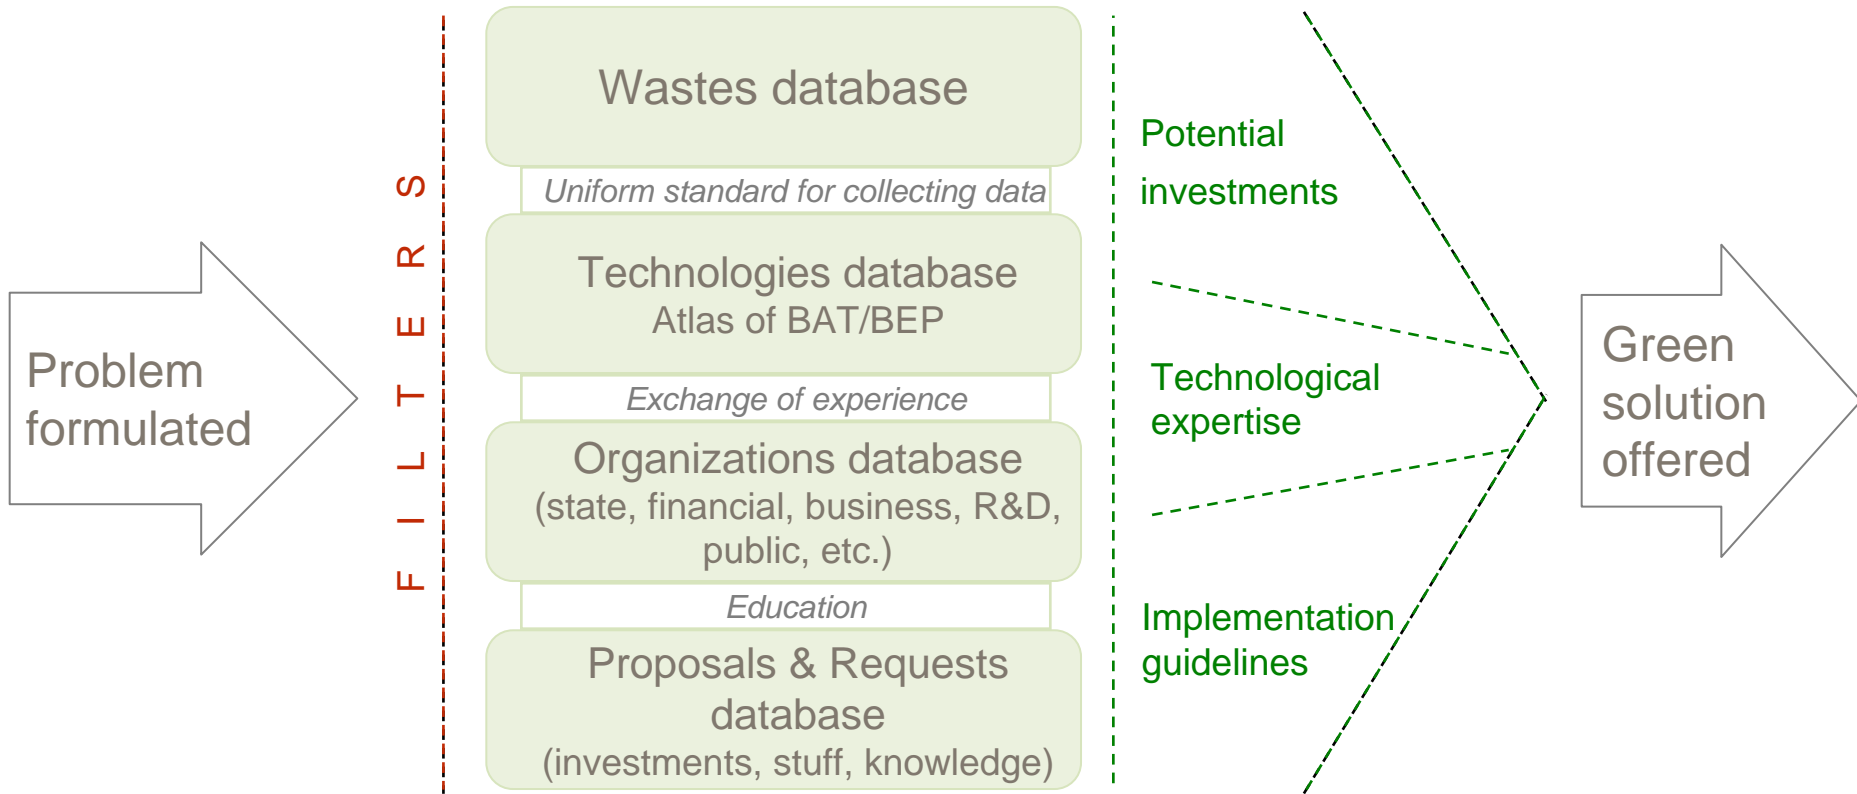 Problem
formulated
FILTERS
Wastes database
Uniform standard for collecting data
Technologies database
Atlas of BAT/BEP
Exchange of experience
Organizations database
(state, financial, business, R&D,
public, etc.)
Education
Proposals & Requests
database
(investments, stuff, knowledge)
Potential
investments
Technological
expertise
Implementation
guidelines
Green
solution
offered